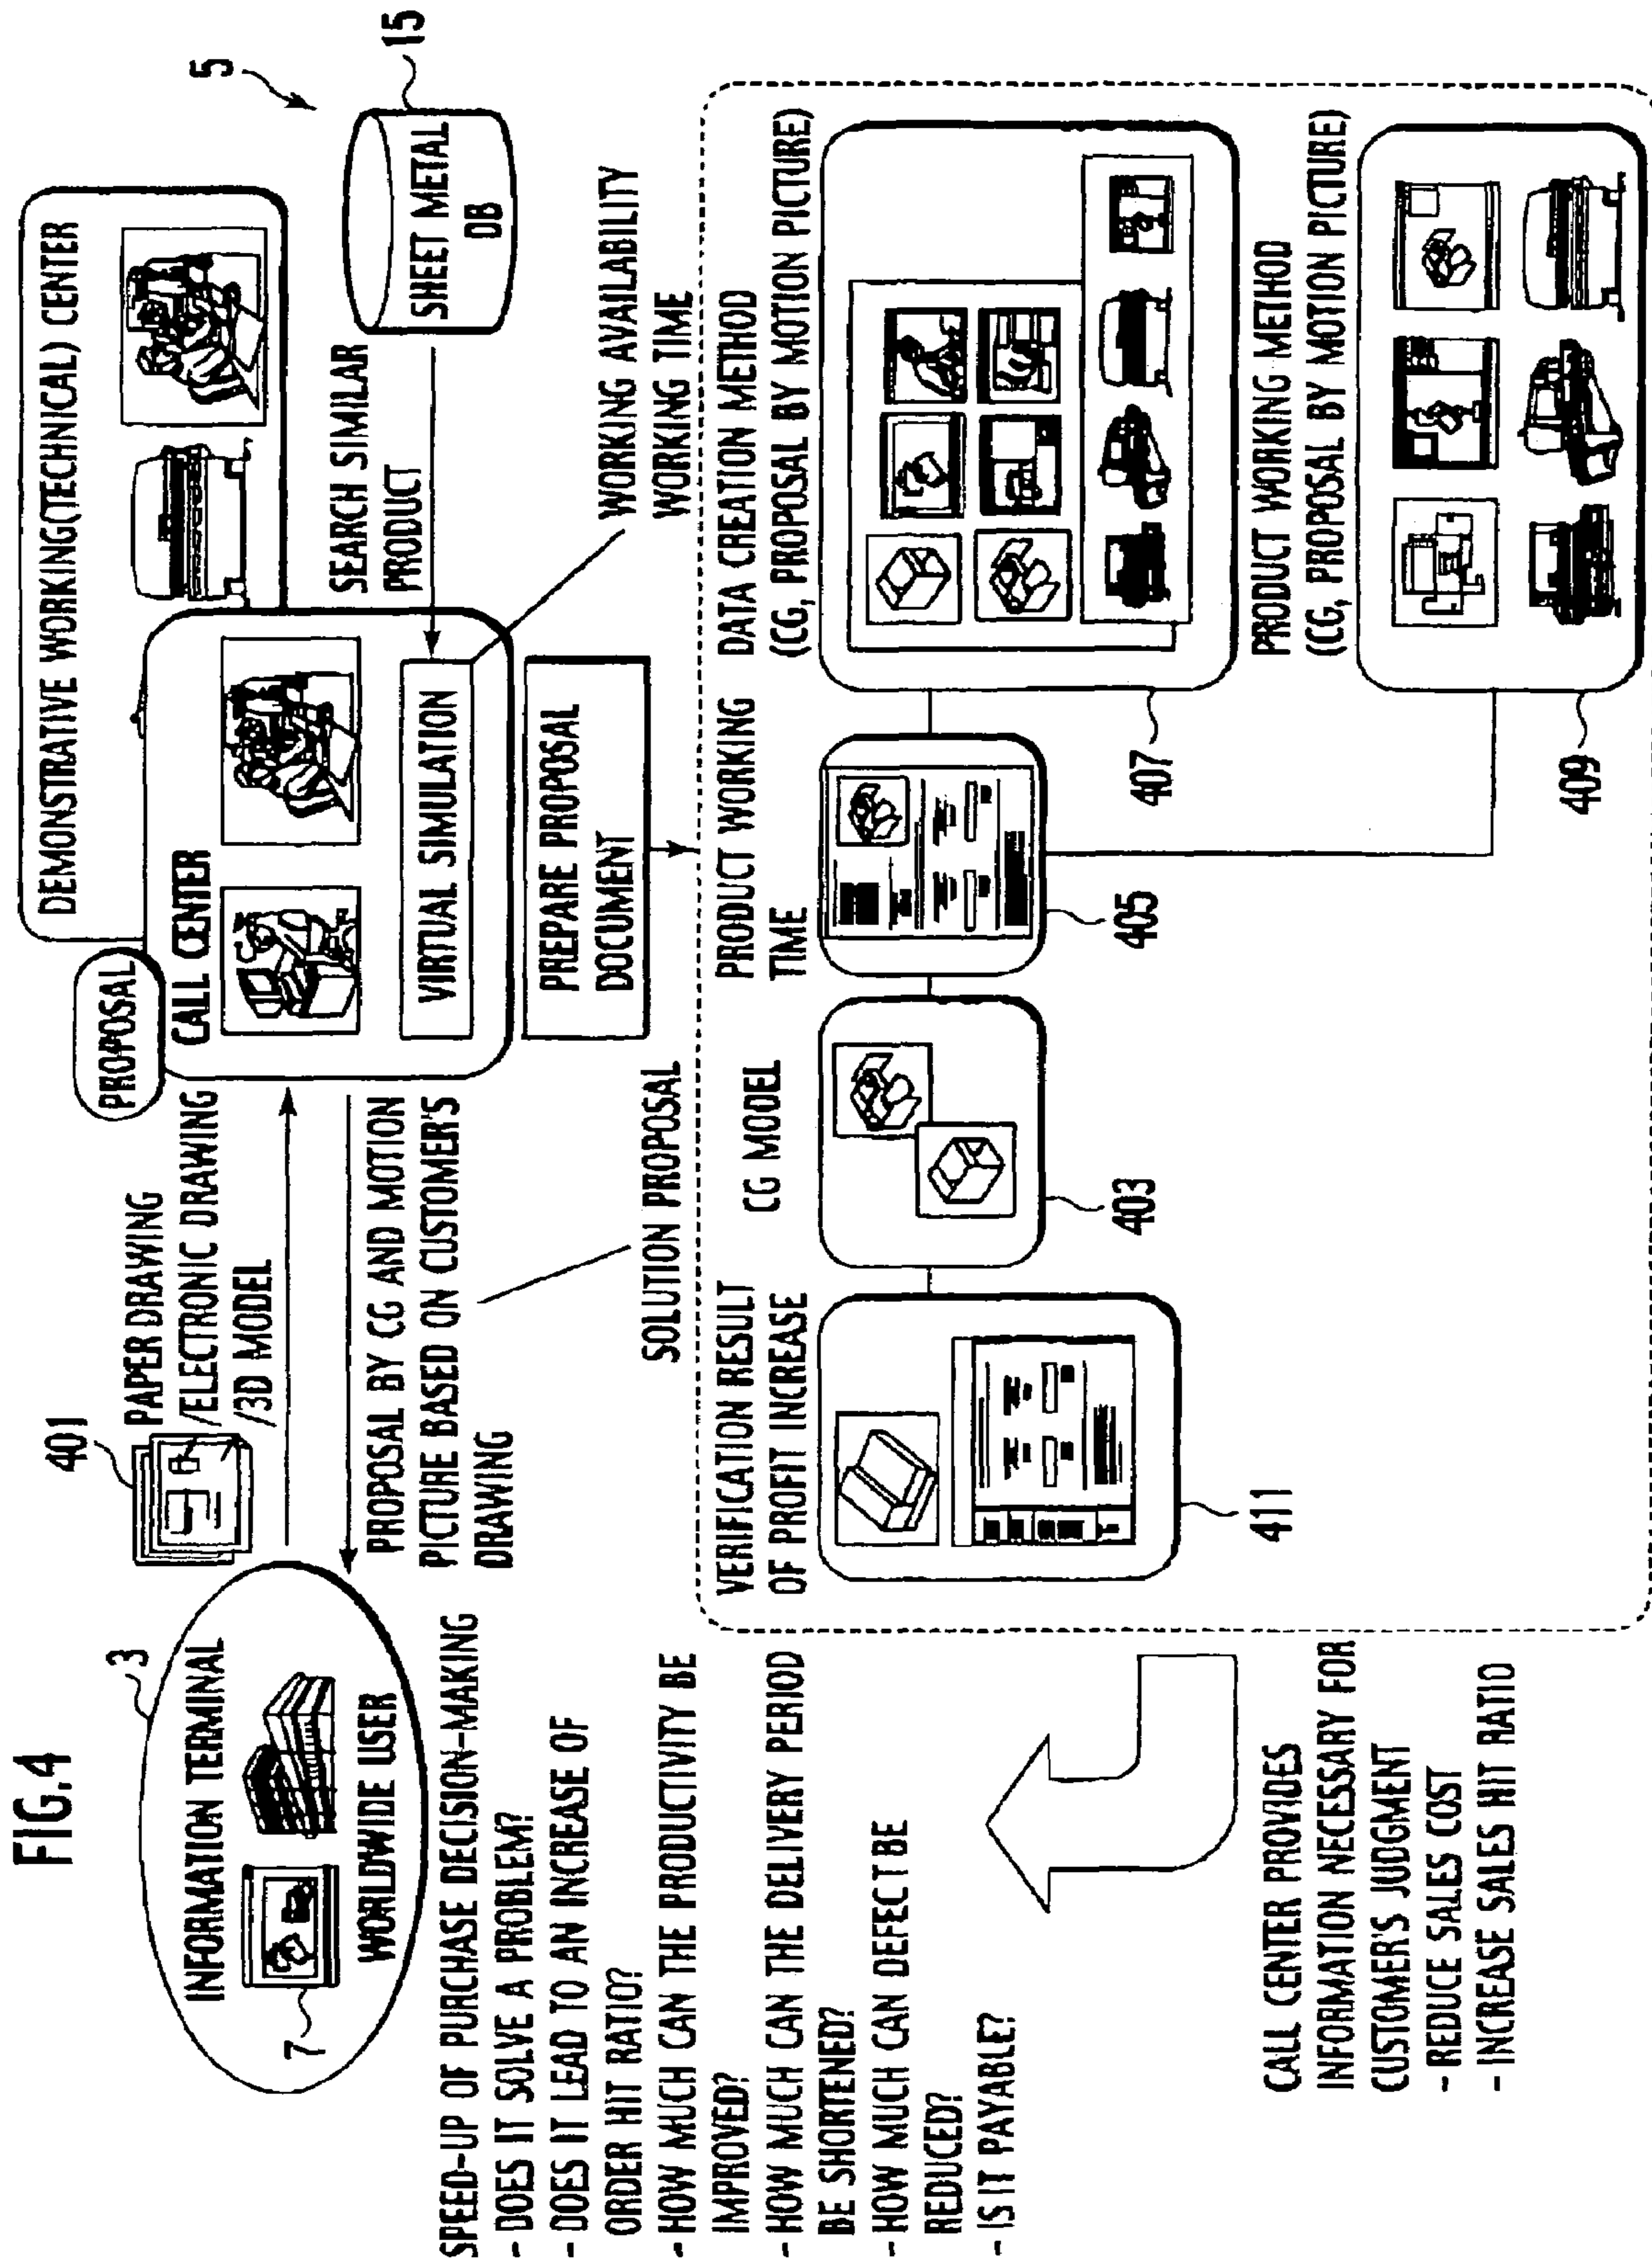 FIG.4
3
INFORMATION TERMINAL
7
WORLDWIDE USER
401
PAPER DRAWING
/ELECTRONIC DRAWING
/3D MODEL
PROPOSAL BY CG AND MOTION
PICTURE BASED ON CUSTOMER'S
DRAWING
SOLUTION PROPOSAL
PROPOSAL
CALL CENTER
VIRTUAL SIMULATION
PREPARE PROPOSAL
DOCUMENT
DEMONSTRATIVE WORKING(TECHNICAL) CENTER
SEARCH SIMILAR
PRODUCT
5
15
SHEET METAL
DB
WORKING AVAILABILITY
WORKING TIME
SPEED-UP OF PURCHASE DECISION-MAKING
- DOES IT SOLVE A PROBLEM?
- DOES IT LEAD TO AN INCREASE OF
ORDER HIT RATIO?
- HOW MUCH CAN THE PRODUCTIVITY BE
IMPROVED?
- HOW MUCH CAN THE DELIVERY PERIOD
BE SHORTENED?
- HOW MUCH CAN DEFECT BE
REDUCED?
- IS IT PAYABLE?
VERIFICATION RESULT
OF PROFIT INCREASE
411
CG MODEL
403
PRODUCT WORKING
TIME
405
DATA CREATION METHOD
(CG, PROPOSAL BY MOTION PICTURE)
407
PRODUCT WORKING METHOD
(CG, PROPOSAL BY MOTION PICTURE)
409
CALL CENTER PROVIDES
INFORMATION NECESSARY FOR
CUSTOMER'S JUDGMENT
- REDUCE SALES COST
- INCREASE SALES HIT RATIO